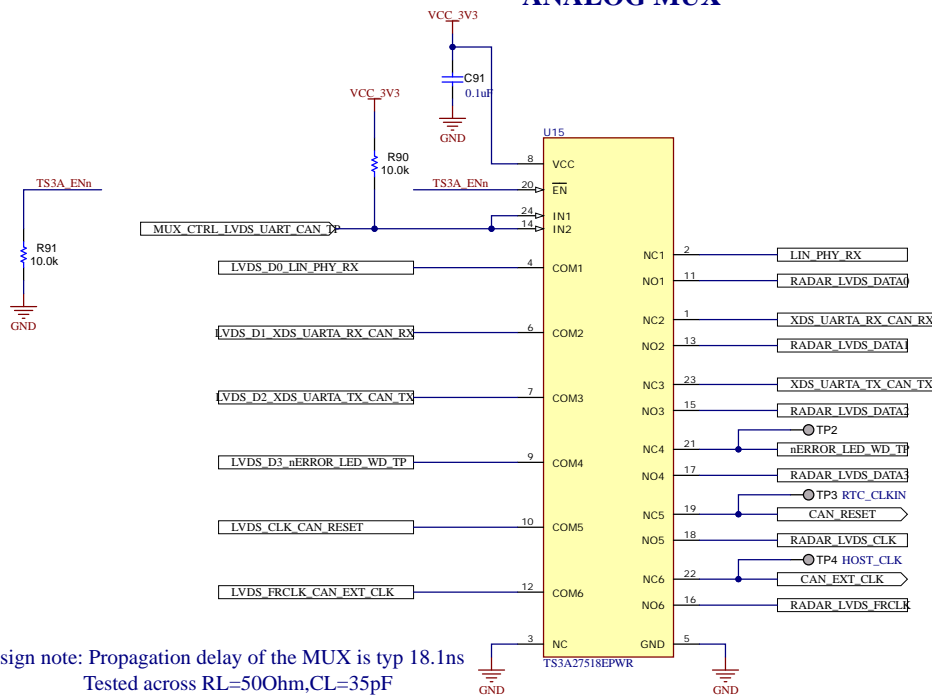 ANALOG MUX
VCC_3V3
C91
0.1uF
GND
VCC_3V3
R90
10.0k
TS3A_ENn
R91
10.0k
GND
TS3A_ENn
MUX_CTRL_LVDS_UART_CAN_TP
LVDS_D0_LIN_PHY_RX
LVDS_D1_XDS_UARTA_RX_CAN_RX
LVDS_D2_XDS_UARTA_TX_CAN_TX
LVDS_D3_nERROR_LED_WD_TP
LVDS_CLK_CAN_RESET
LVDS_FRCLK_CAN_EXT_CLK
U15
8 VCC
20 EN
24 IN1
14 IN2
4 COM1
6 COM2
7 COM3
9 COM4
10 COM5
12 COM6
3 NC
GND
NC1 2 LIN_PHY_RX
NO1 11 RADAR_LVDS_DATA0
NC2 1 XDS_UARTA_RX_CAN_RX
NO2 13 RADAR_LVDS_DATA1
NC3 23 XDS_UARTA_TX_CAN_TX
NO3 15 RADAR_LVDS_DATA2
TP2
NC4 21 nERROR_LED_WD_TP
NO4 17 RADAR_LVDS_DATA3
TP3 RTC_CLKIN
NC5 19 CAN_RESET
NO5 18 RADAR_LVDS_CLK
TP4 HOST_CLK
NC6 22 CAN_EXT_CLK
NO6 16 RADAR_LVDS_FRCLK
GND 5
GND
TS3A27518EPWR
sign note: Propagation delay of the MUX is typ 18.1ns
Tested across RL=50Ohm,CL=35pF